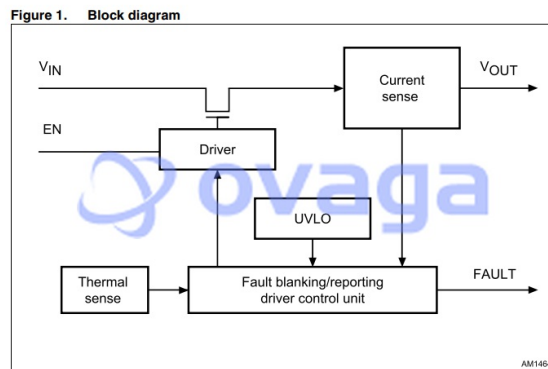 Figure 1. Block diagram
VIN
Current
sense
VOUT
EN
Driver
ovaga
UVLO
Thermal
sense
Fault blanking/reporting
driver control unit
FAULT